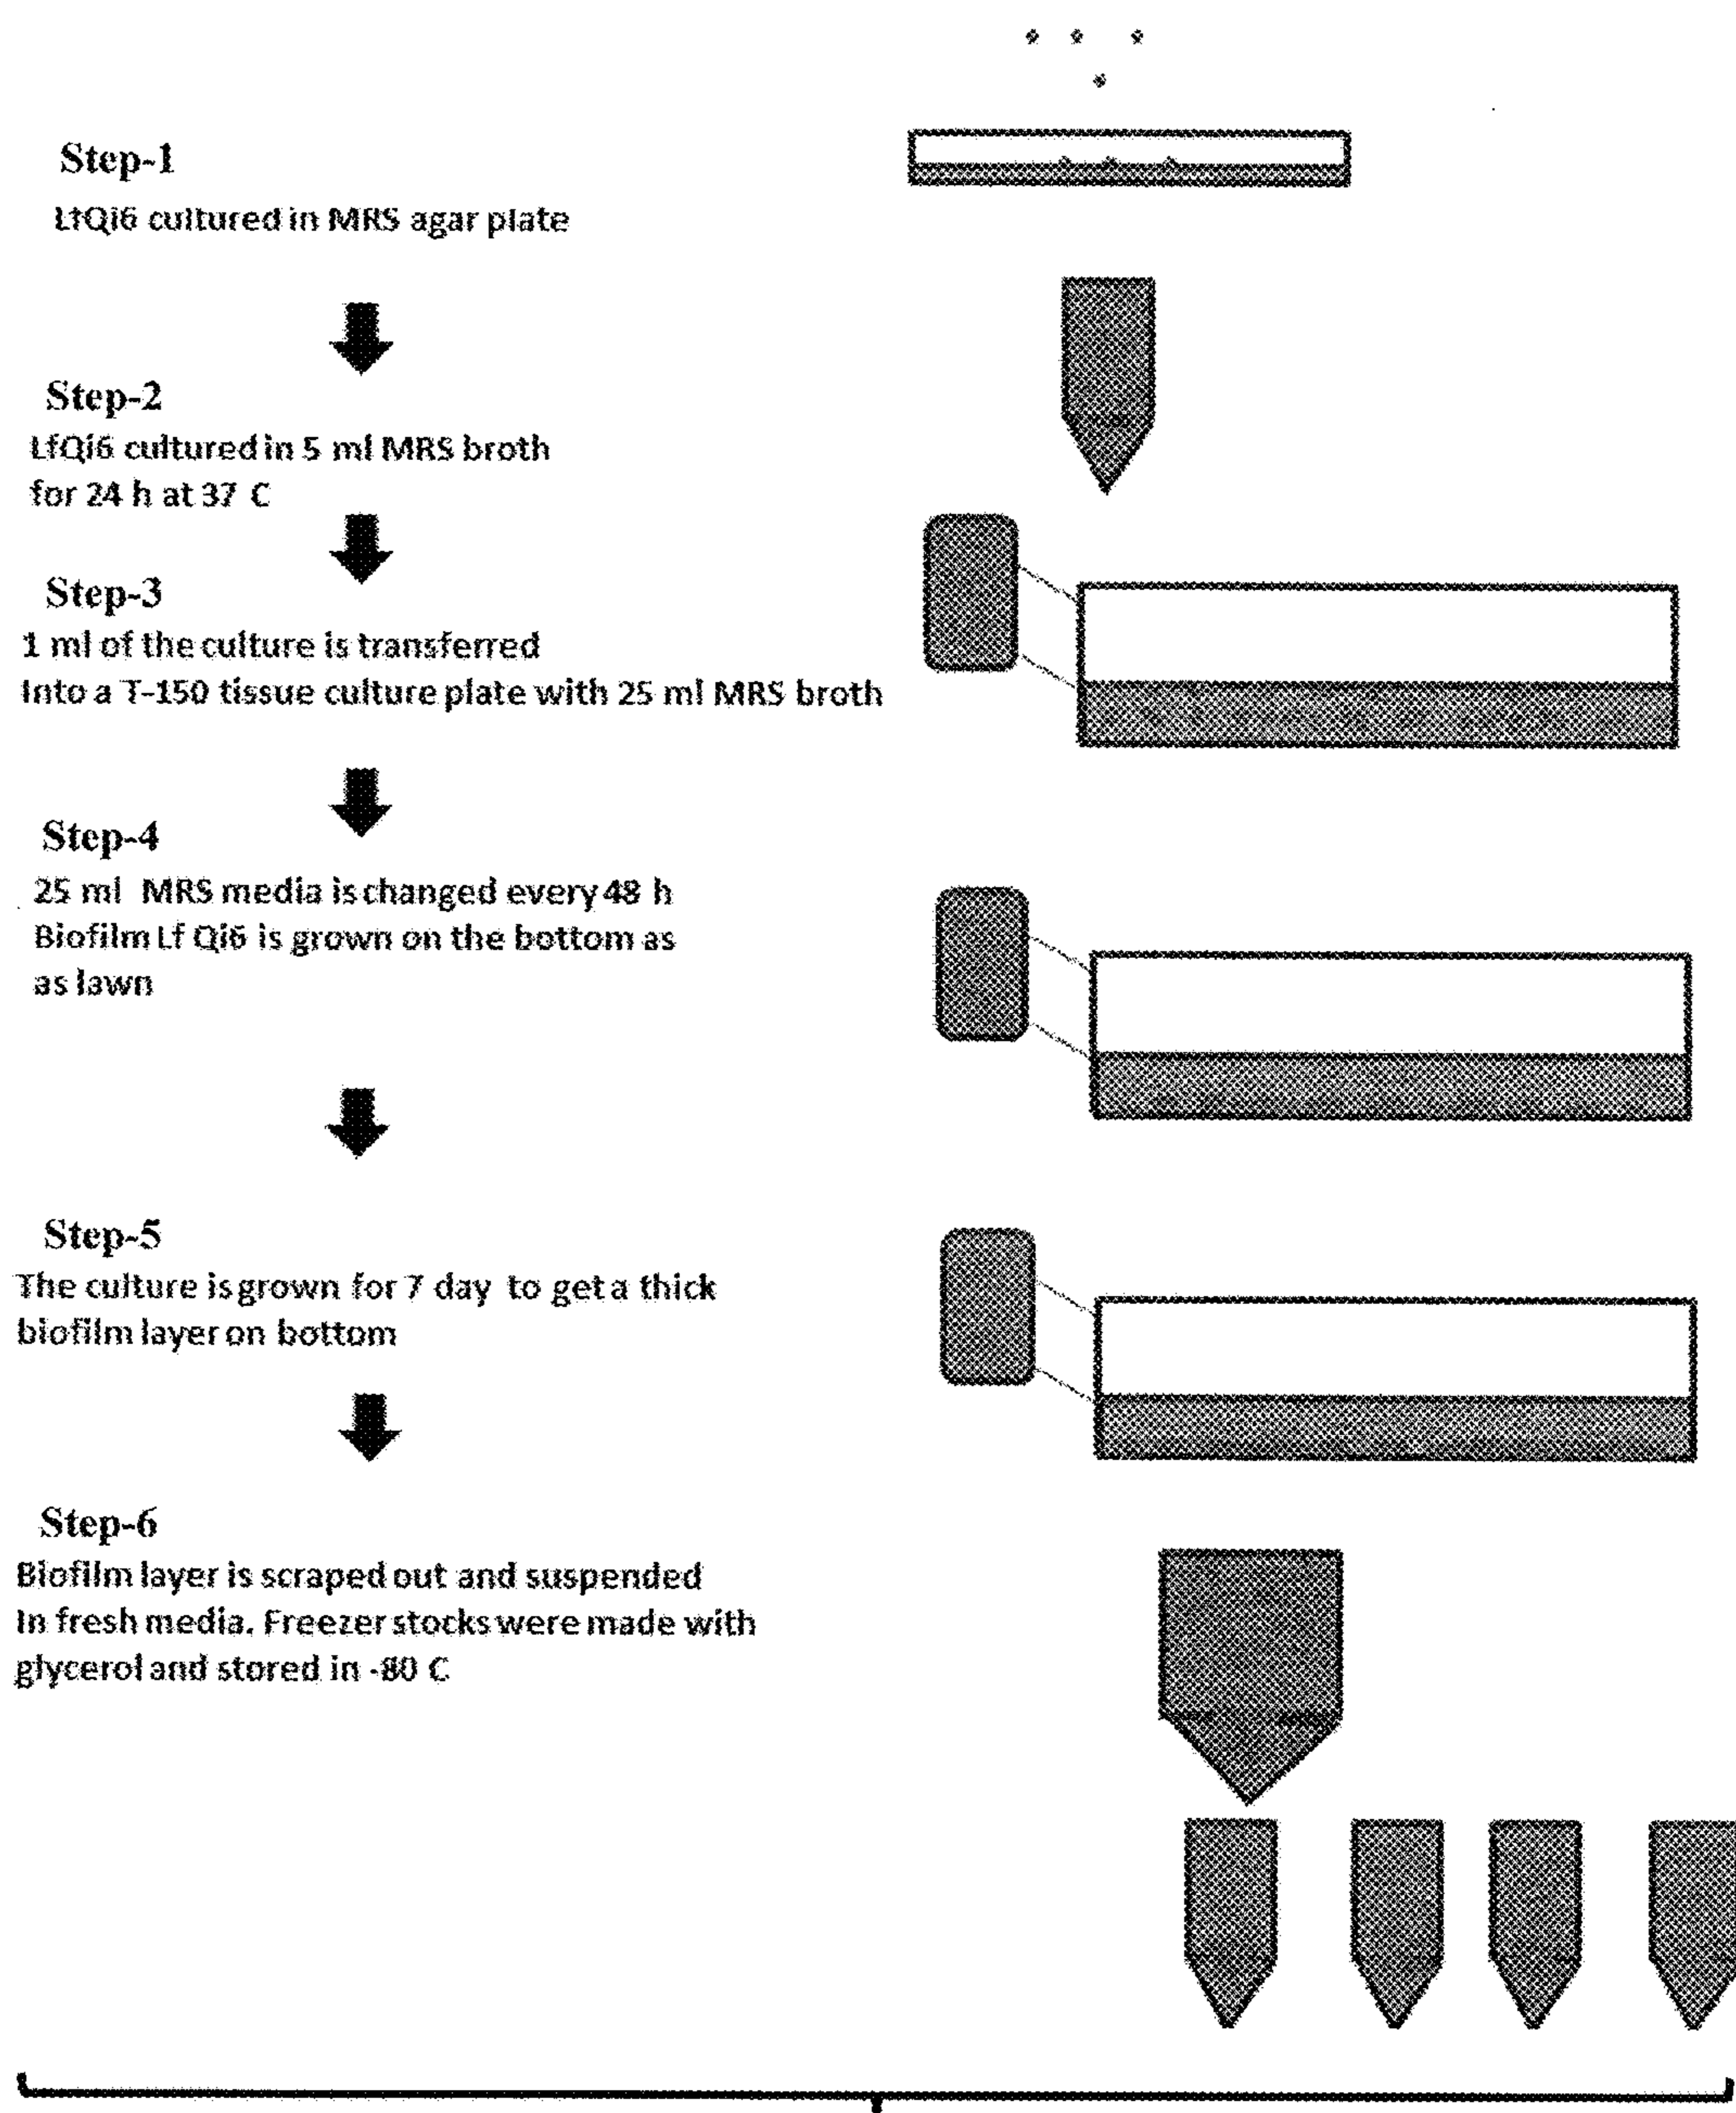 Step-1
LfQi6 cultured in MRS agar plate
Step-2
LfQi6 cultured in 5 ml MRS broth
for 24 h at 37 C
Step-3
1 ml of the culture is transferred
Into a T-150 tissue culture plate with 25 ml MRS broth
Step-4
25 ml MRS media is changed every 48 h
Biofilm Lf Qi6 is grown on the bottom as
as lawn
Step-5
The culture is grown for 7 day to get a thick
biofilm layer on bottom
Step-6
Biofilm layer is scraped out and suspended
In fresh media. Freezer stocks were made with
glycerol and stored in -80 C